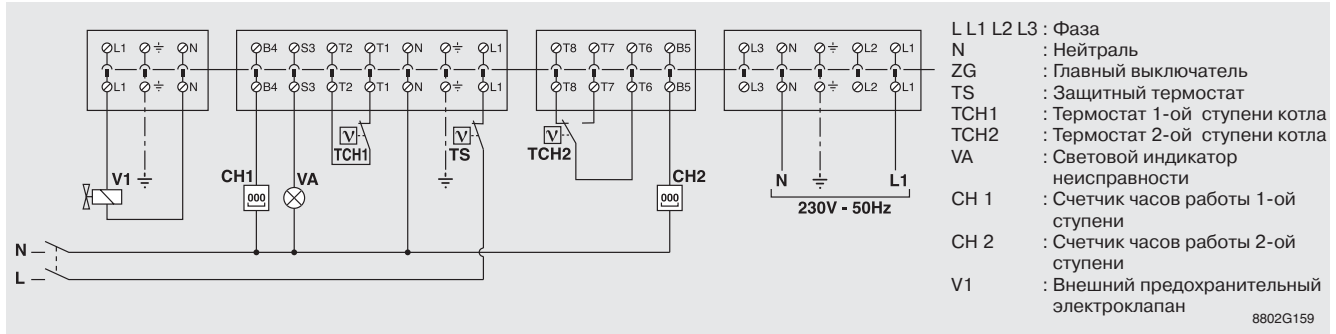 L1 ⏚ N B4 S3 T2 T1 N ⏚ L1 T8 T7 T6 B5 L3 N ⏚ L2 L1
L1 N B4 S3 T2 T1 N ⏚ L1 T8 T7 T6 B5 L3 N ⏚ L2 L1
TCH1 TS TCH2
V1 CH1 VA CH2
000 000
N L1
230V - 50Hz
N
L
L L1 L2 L3 : Фаза
N : Нейтраль
ZG : Главный выключатель
TS : Защитный термостат
TCH1 : Термостат 1-ой ступени котла
TCH2 : Термостат 2-ой ступени котла
VA : Световой индикатор
неисправности
CH 1 : Счетчик часов работы 1-ой
ступени
CH 2 : Счетчик часов работы 2-ой
ступени
V1 : Внешний предохранительный
электроклапан
8802G159